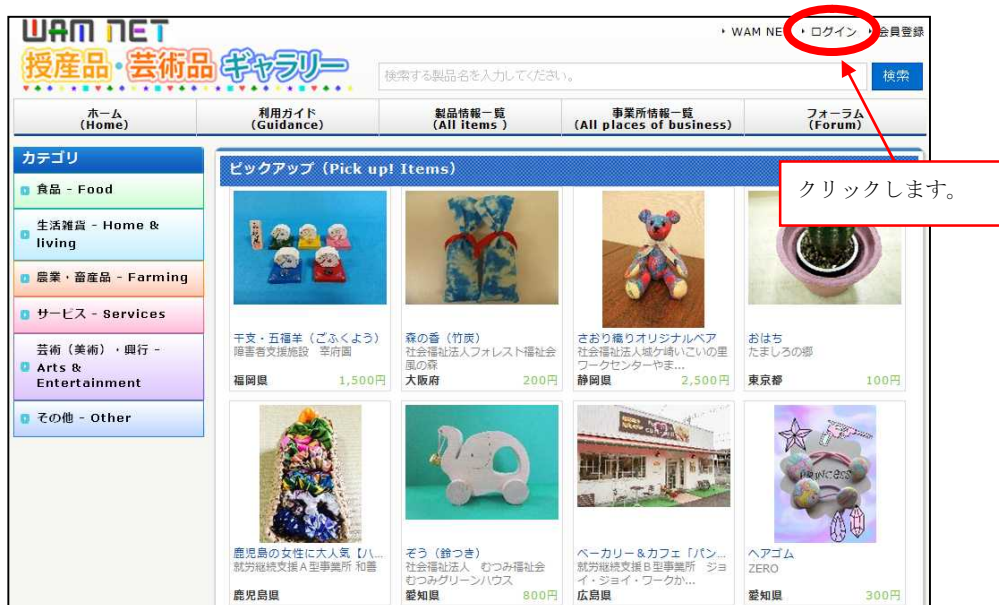 WAM NET
授産品・芸術品ギャラリー
WAM NE ログイン 会員登録
検索する製品名を入力してください。
検索
ホーム
(Home)
利用ガイド
(Guidance)
製品情報一覧
(All items )
事業所情報一覧
(All places of business)
フォーラム
(Forum)
クリックします。
カテゴリ
食品 - Food
生活雑貨 - Home &
living
農業・畜産品 - Farming
サービス - Services
芸術（美術）・興行 -
Arts &
Entertainment
その他 - Other
ピックアップ（Pick up! Items）
干支・五福羊（ごふくよう）
障害者支援施設 宰府園
福岡県 1,500円
森の香（竹炭）
社会福祉法人フォレスト福祉会
風の森
大阪府 200円
さおり織りオリジナルベア
社会福祉法人城ケ崎いこいの里
ワークセンターやま...
静岡県 2,500円
おはち
たましろの郷
東京都 100円
鹿児島の女性に大人気【ハ...
就労継続支援A型事業所 和善
鹿児島県
ぞう（鈴つき）
社会福祉法人 むつみ福祉会
むつみグリーンハウス
愛知県 800円
ベーカリー＆カフェ「パン...
就労継続支援B型事業所 ジョ
イ・ジョイ・ワークか...
広島県
PRINCESS
ヘアゴム
ZERO
愛知県 300円